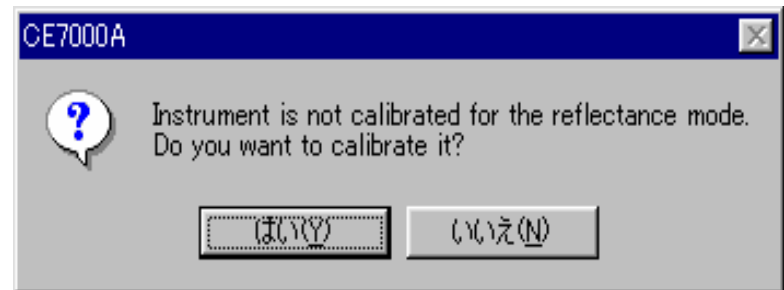 CE7000A
Instrument is not calibrated for the reflectance mode.
Do you want to calibrate it?
はい(Y) いいえ(N)